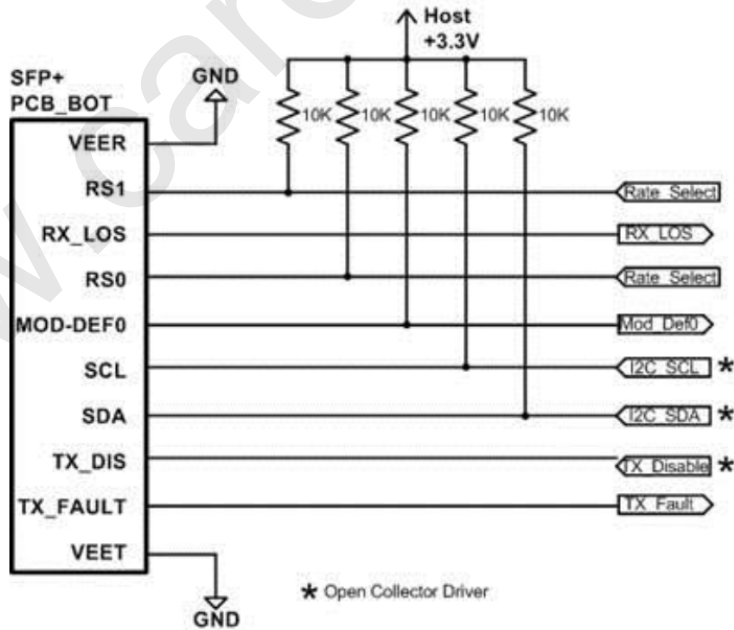 Host
+3.3V
SFP+
PCB_BOT
GND
10K 10K 10K 10K 10K
VEER
RS1 Rate_Select
RX_LOS RX_LOS
RS0 Rate_Select
MOD-DEF0 Mod_Def0
SCL I2C_SCL *
SDA I2C_SDA *
TX_DIS TX_Disable *
TX_FAULT TX_Fault
VEET
* Open Collector Driver
GND